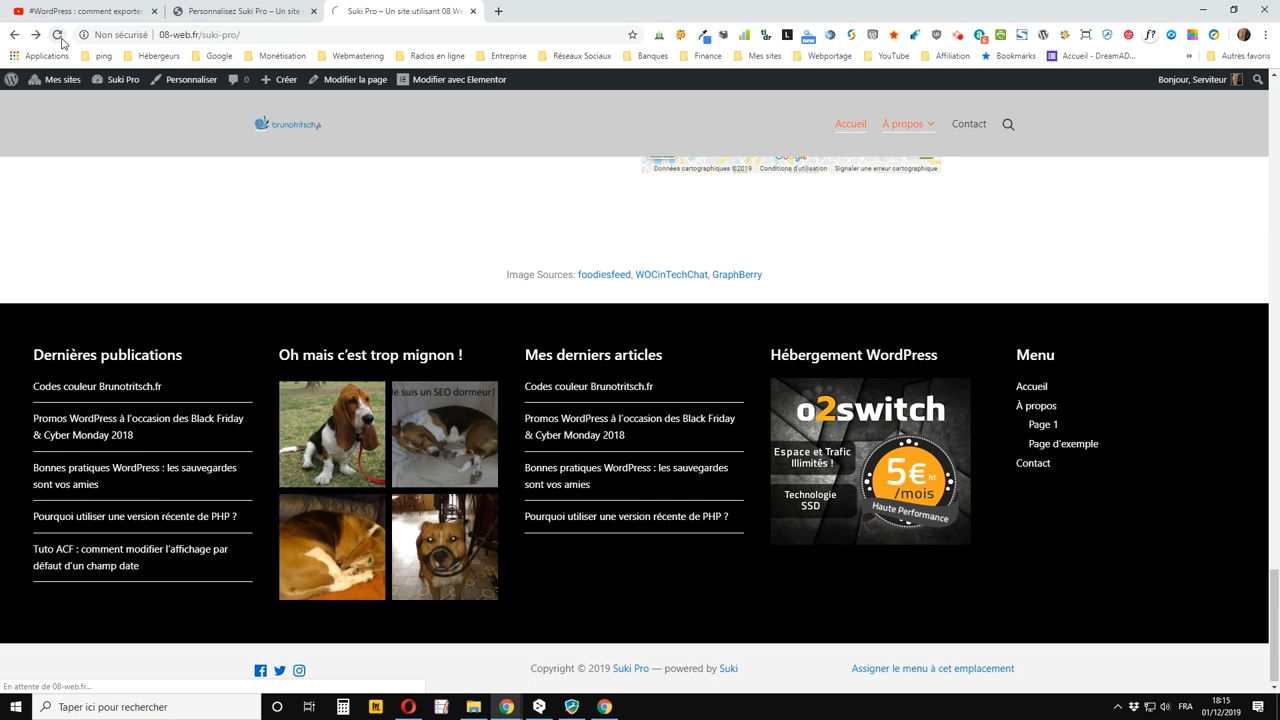 #WordPress : comment exporter
Personnalisez Suki Pro – Un site
Suki Pro – Un site utilisant 08 We
Non sécurisé
08-web.fr/suki-pro/
Applications
ping
Hébergeurs
Google
Monétisation
Webmastering
Radios en ligne
Entreprise
Réseaux Sociaux
Banques
Finance
Mes sites
Webportage
YouTube
Affiliation
Bookmarks
Accueil - DreamAD...
»
Autres favoris
Mes sites
Suki Pro
Personnaliser
0
Créer
Modifier la page
Modifier avec Elementor
Bonjour, Serviteur
brunotritsch.fr
Accueil
À propos
Contact
Google
Données cartographiques ©2019
Conditions d'utilisation
Signaler une erreur cartographique
Image Sources: foodiesfeed, WOCinTechChat, GraphBerry
Dernières publications
Codes couleur Brunotritsch.fr
Promos WordPress à l'occasion des Black Friday
& Cyber Monday 2018
Bonnes pratiques WordPress : les sauvegardes
sont vos amies
Pourquoi utiliser une version récente de PHP ?
Tuto ACF : comment modifier l'affichage par
défaut d'un champ date
Oh mais c'est trop mignon !
Je suis un SEO dormeur!
Mes derniers articles
Codes couleur Brunotritsch.fr
Promos WordPress à l'occasion des Black Friday
& Cyber Monday 2018
Bonnes pratiques WordPress : les sauvegardes
sont vos amies
Pourquoi utiliser une version récente de PHP ?
Hébergement WordPress
o2switch
Espace et Trafic
Illimités !
Technologie
SSD
5€ ht
/mois
Haute Performance
Menu
Accueil
À propos
Page 1
Page d'exemple
Contact
Copyright © 2019 Suki Pro — powered by Suki
Assigner le menu à cet emplacement
En attente de 08-web.fr...
Taper ici pour rechercher
FRA
18:15
01/12/2019